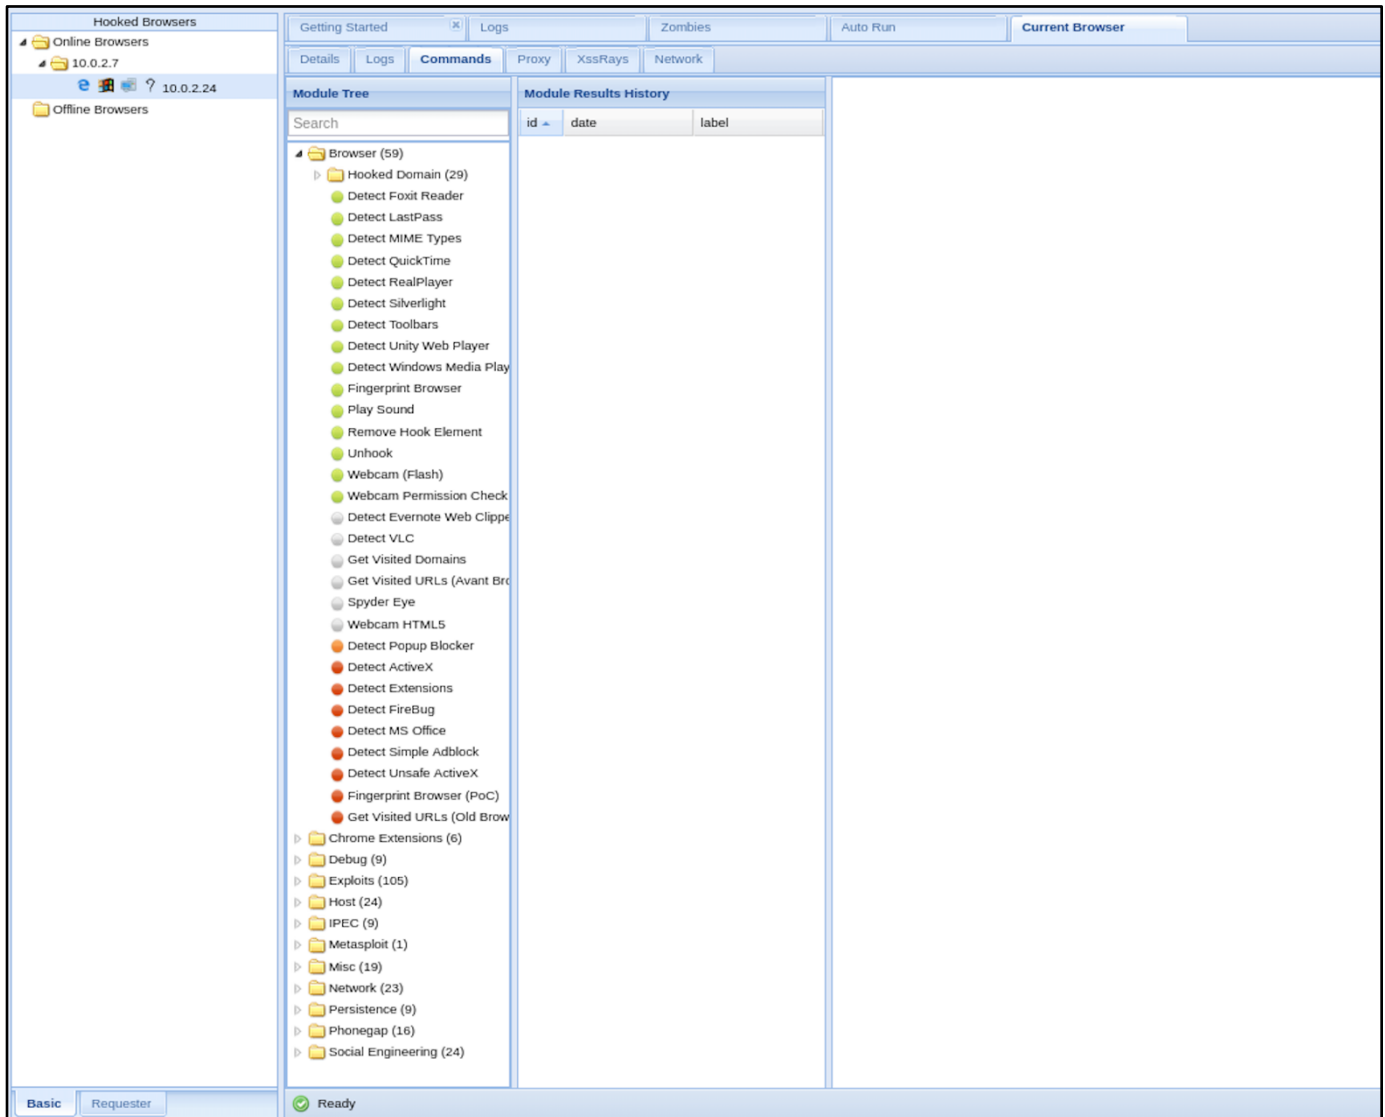 Hooked Browsers
Online Browsers
10.0.2.7
? 10.0.2.24
Offline Browsers
Basic Requester
Getting Started Logs Zombies Auto Run Current Browser
Details Logs Commands Proxy XssRays Network
Module Tree
Search
Browser (59)
Hooked Domain (29)
Detect Foxit Reader
Detect LastPass
Detect MIME Types
Detect QuickTime
Detect RealPlayer
Detect Silverlight
Detect Toolbars
Detect Unity Web Player
Detect Windows Media Play
Fingerprint Browser
Play Sound
Remove Hook Element
Unhook
Webcam (Flash)
Webcam Permission Check
Detect Evernote Web Clippe
Detect VLC
Get Visited Domains
Get Visited URLs (Avant Bro
Spyder Eye
Webcam HTML5
Detect Popup Blocker
Detect ActiveX
Detect Extensions
Detect FireBug
Detect MS Office
Detect Simple Adblock
Detect Unsafe ActiveX
Fingerprint Browser (PoC)
Get Visited URLs (Old Brow
Chrome Extensions (6)
Debug (9)
Exploits (105)
Host (24)
IPEC (9)
Metasploit (1)
Misc (19)
Network (23)
Persistence (9)
Phonegap (16)
Social Engineering (24)
Module Results History
id date label
Ready